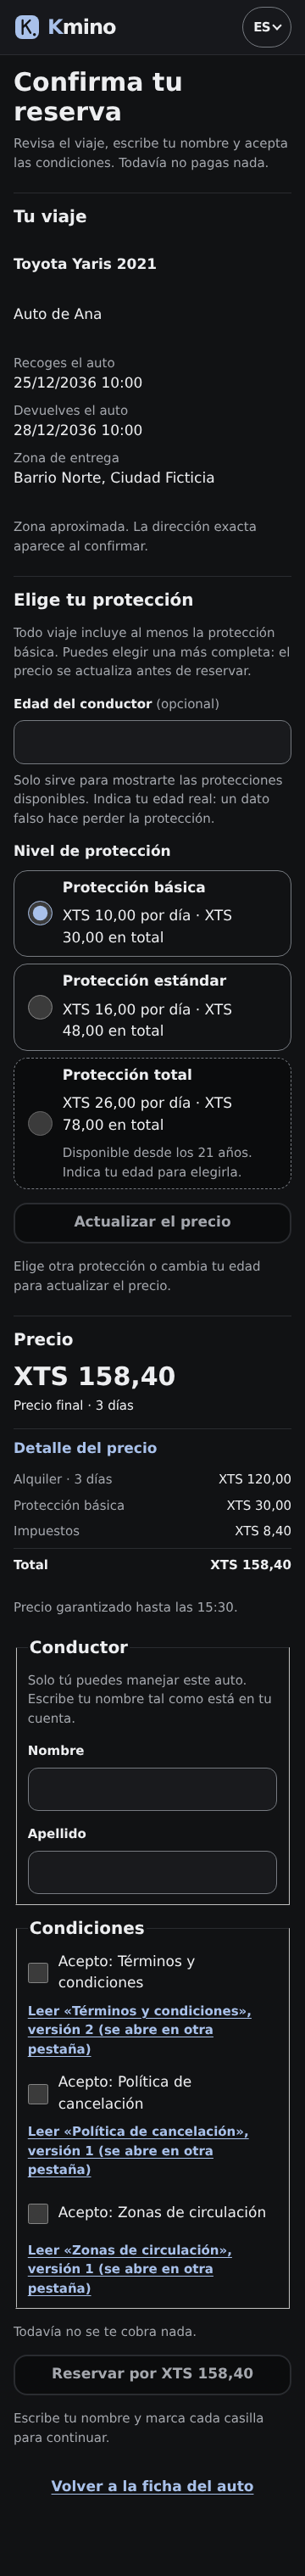 Kmino
ES
Confirma tu
reserva
Revisa el viaje, escribe tu nombre y acepta
las condiciones. Todavía no pagas nada.
Tu viaje
Toyota Yaris 2021
Auto de Ana
Recoges el auto
25/12/2036 10:00
Devuelves el auto
28/12/2036 10:00
Zona de entrega
Barrio Norte, Ciudad Ficticia
Zona aproximada. La dirección exacta
aparece al confirmar.
Elige tu protección
Todo viaje incluye al menos la protección
básica. Puedes elegir una más completa: el
precio se actualiza antes de reservar.
Edad del conductor (opcional)
Solo sirve para mostrarte las protecciones
disponibles. Indica tu edad real: un dato
falso hace perder la protección.
Nivel de protección
Protección básica
XTS 10,00 por día · XTS
30,00 en total
Protección estándar
XTS 16,00 por día · XTS
48,00 en total
Protección total
XTS 26,00 por día · XTS
78,00 en total
Disponible desde los 21 años.
Indica tu edad para elegirla.
Actualizar el precio
Elige otra protección o cambia tu edad
para actualizar el precio.
Precio
XTS 158,40
Precio final · 3 días
Detalle del precio
Alquiler · 3 días XTS 120,00
Protección básica XTS 30,00
Impuestos XTS 8,40
Total XTS 158,40
Precio garantizado hasta las 15:30.
Conductor
Solo tú puedes manejar este auto.
Escribe tu nombre tal como está en tu
cuenta.
Nombre
Apellido
Condiciones
Acepto: Términos y
condiciones
Leer «Términos y condiciones»,
versión 2 (se abre en otra
pestaña)
Acepto: Política de
cancelación
Leer «Política de cancelación»,
versión 1 (se abre en otra
pestaña)
Acepto: Zonas de circulación
Leer «Zonas de circulación»,
versión 1 (se abre en otra
pestaña)
Todavía no se te cobra nada.
Reservar por XTS 158,40
Escribe tu nombre y marca cada casilla
para continuar.
Volver a la ficha del auto